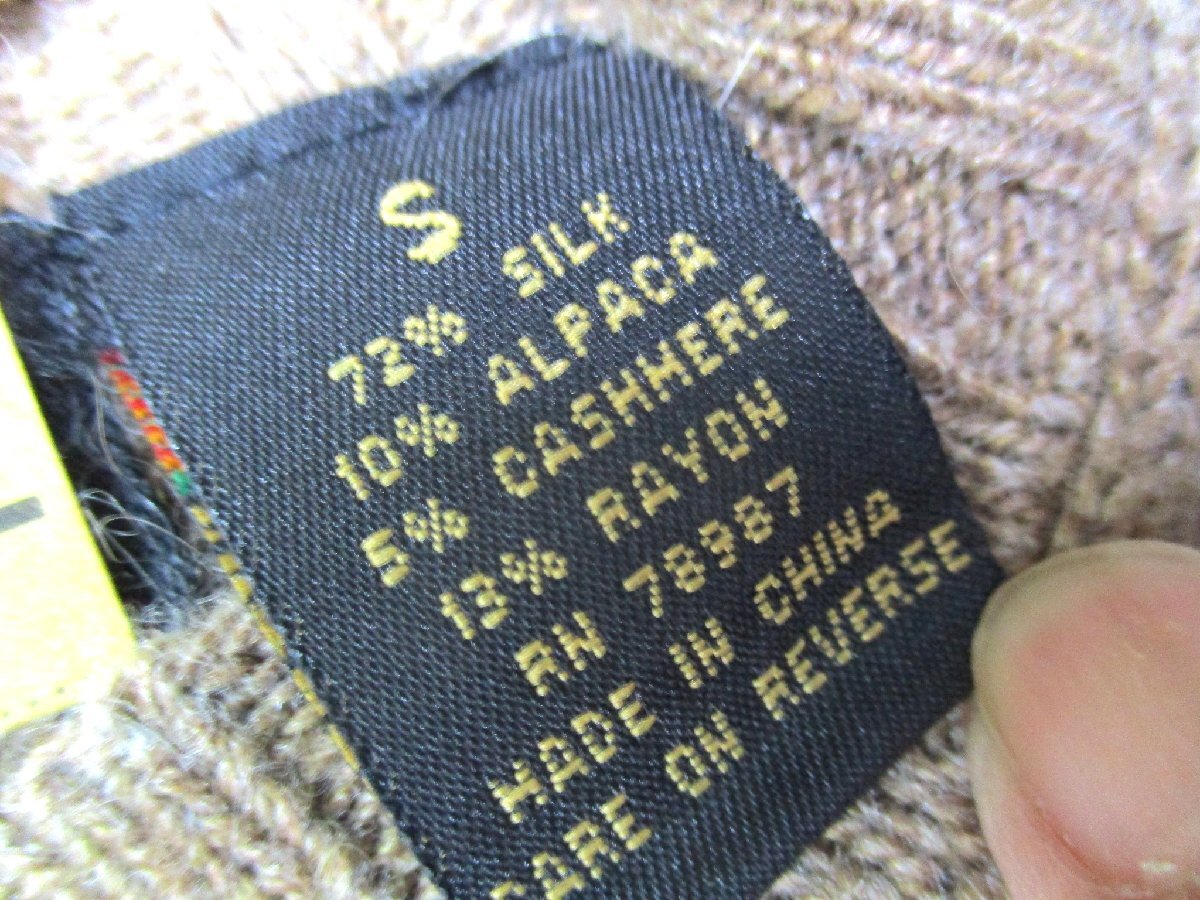 S
72% SILK
10% ALPACA
5% CASHMERE
13% RAYON
RN 78987
MADE IN CHINA
CARE ON REVERSE